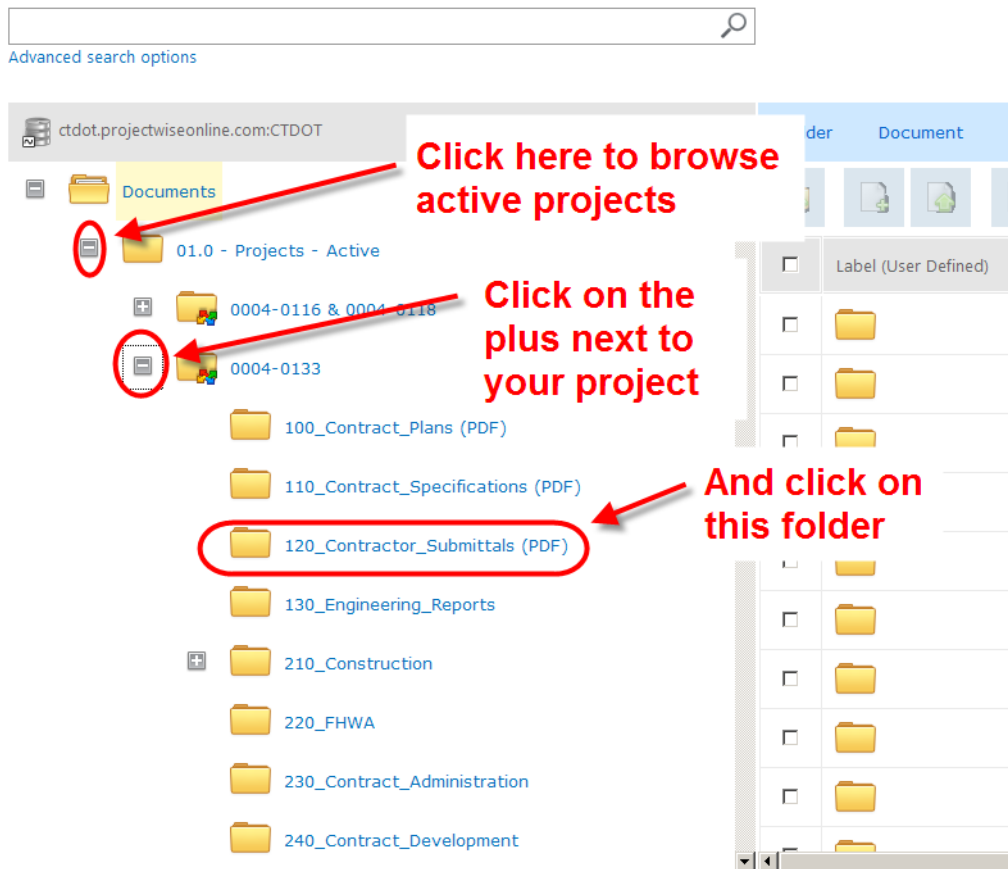 Advanced search options
ctdot.projectwiseonline.com:CTDOT
Document
Click here to browse
active projects
Documents
01.0 - Projects - Active
Label (User Defined)
0004-0116 & 0004-0118
Click on the
plus next to
your project
0004-0133
100_Contract_Plans (PDF)
110_Contract_Specifications (PDF)
And click on
this folder
120_Contractor_Submittals (PDF)
130_Engineering_Reports
210_Construction
220_FHWA
230_Contract_Administration
240_Contract_Development